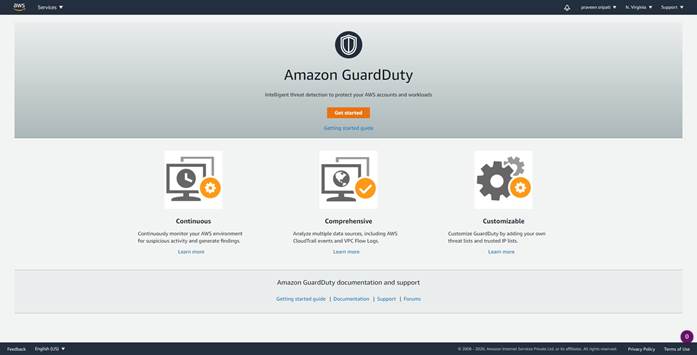 aws Services praveen sripati N. Virginia Support
Amazon GuardDuty
Intelligent threat detection to protect your AWS accounts and workloads
Get started
Getting started guide
Continuous
Continuously monitor your AWS environment
for suspicious activity and generate findings.
Learn more
Comprehensive
Analyze multiple data sources, including AWS
CloudTrail events and VPC Flow Logs.
Learn more
Customizable
Customize GuardDuty by adding your own
threat lists and trusted IP lists.
Learn more
Amazon GuardDuty documentation and support
Getting started guide | Documentation | Support | Forums
Feedback English (US) © 2008 - 2020, Amazon Internet Services Private Ltd. or its affiliates. All rights reserved. Privacy Policy Terms of Use